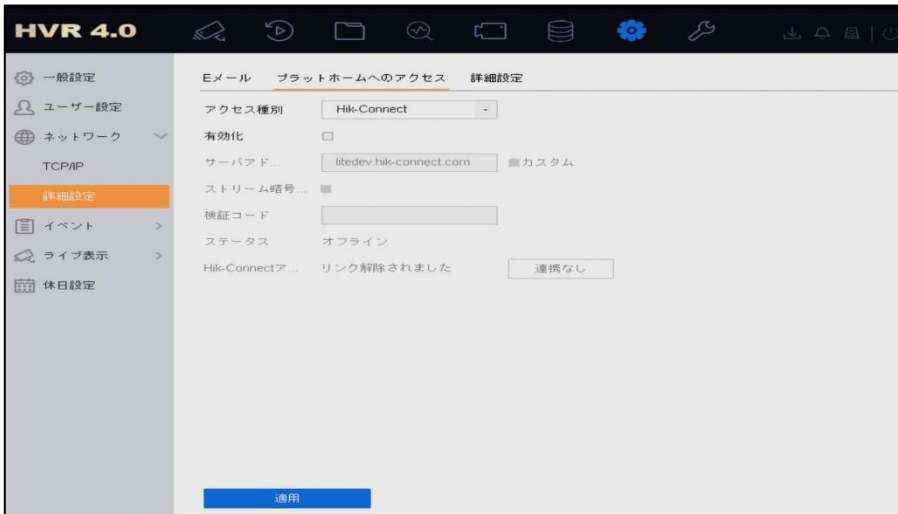 HVR 4.0
一般設定
ユーザー設定
ネットワーク
TCP/IP
詳細設定
イベント
ライブ表示
休日設定
Eメール プラットホームへのアクセス 詳細設定
アクセス種別 Hik-Connect
有効化
サーバアド... litedev.hik-connect.com カスタム
ストリーム暗号...
検証コード
ステータス オフライン
Hik-Connectア... リンク解除されました 連携なし
適用